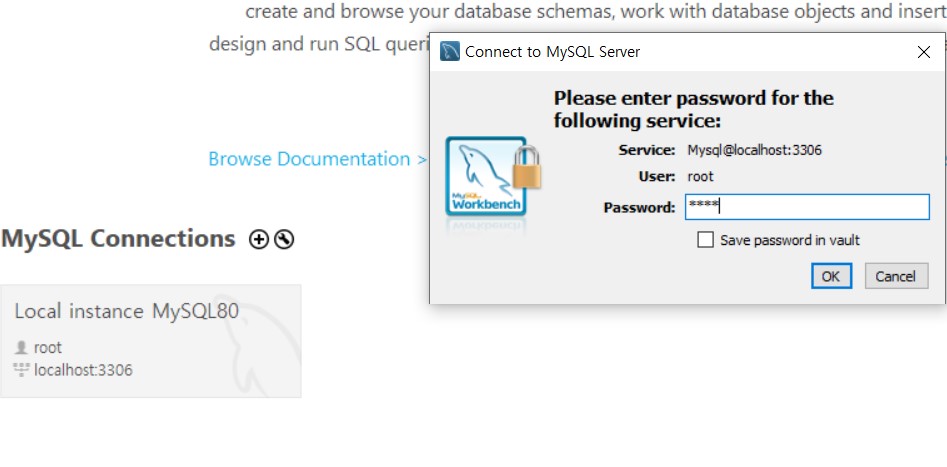 create and browse your database schemas, work with database objects and insert
design and run SQL queri
Connect to MySQL Server
Please enter password for the
following service:
Service: Mysql@localhost:3306
User: root
Password: ****
Save password in vault
OK Cancel
MySQL
Workbench
Browse Documentation >
MySQL Connections
Local instance MySQL80
root
localhost:3306